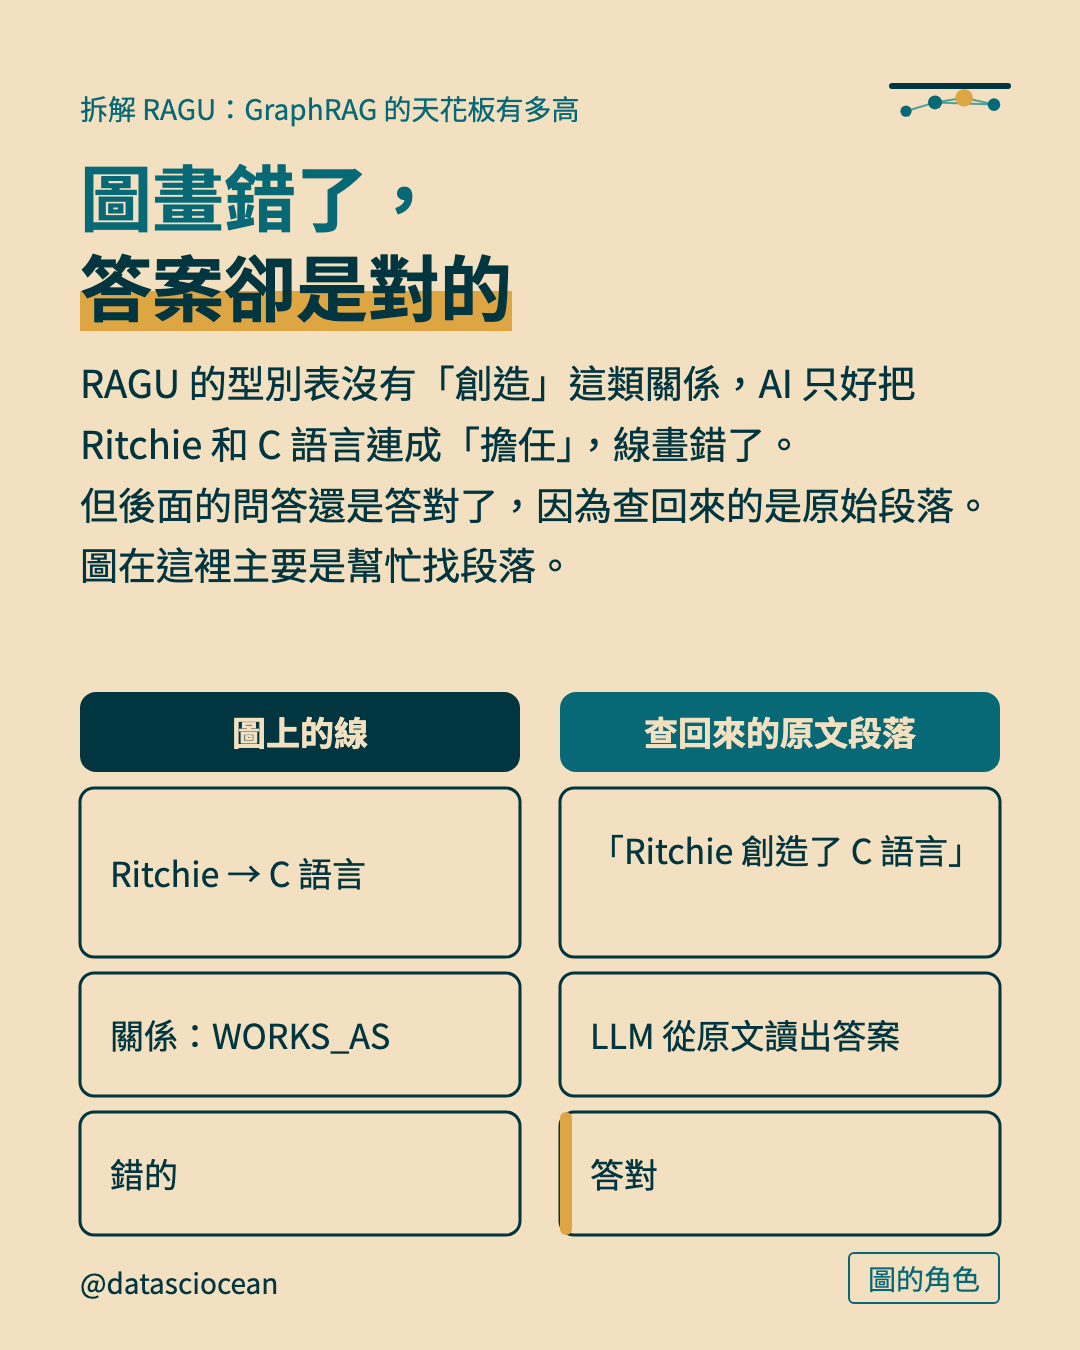 拆解 RAGU：GraphRAG 的天花板有多高
圖畫錯了，
答案卻是對的
RAGU 的型別表沒有「創造」這類關係，AI 只好把
Ritchie 和 C 語言連成「擔任」，線畫錯了。
但後面的問答還是答對了，因為查回來的是原始段落。
圖在這裡主要是幫忙找段落。
圖上的線
查回來的原文段落
Ritchie → C 語言
「Ritchie 創造了 C 語言」
關係：WORKS_AS
LLM 從原文讀出答案
錯的
答對
@datasciocean
圖的角色